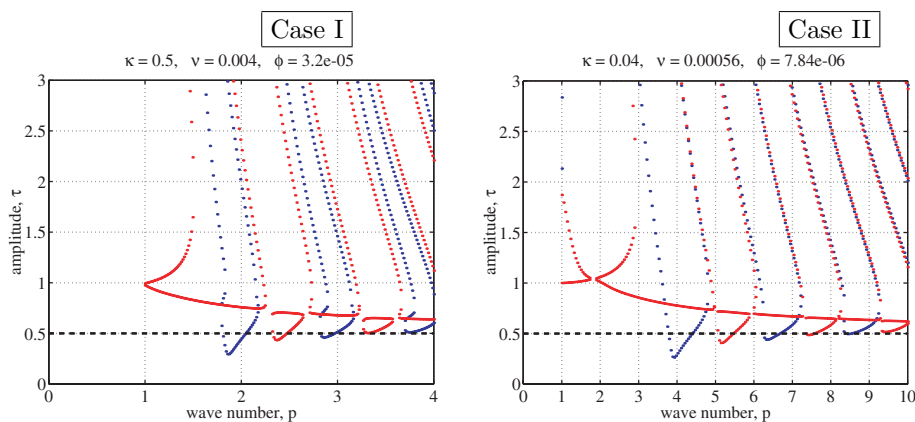 Case I
κ = 0.5, ν = 0.004, ϕ = 3.2e-05
3
2.5
2
1.5
1
0.5
0
amplitude, τ
0 1 2 3 4
wave number, p
Case II
κ = 0.04, ν = 0.00056, ϕ = 7.84e-06
3
2.5
2
1.5
1
0.5
0
amplitude, τ
0 1 2 3 4 5 6 7 8 9 10
wave number, p